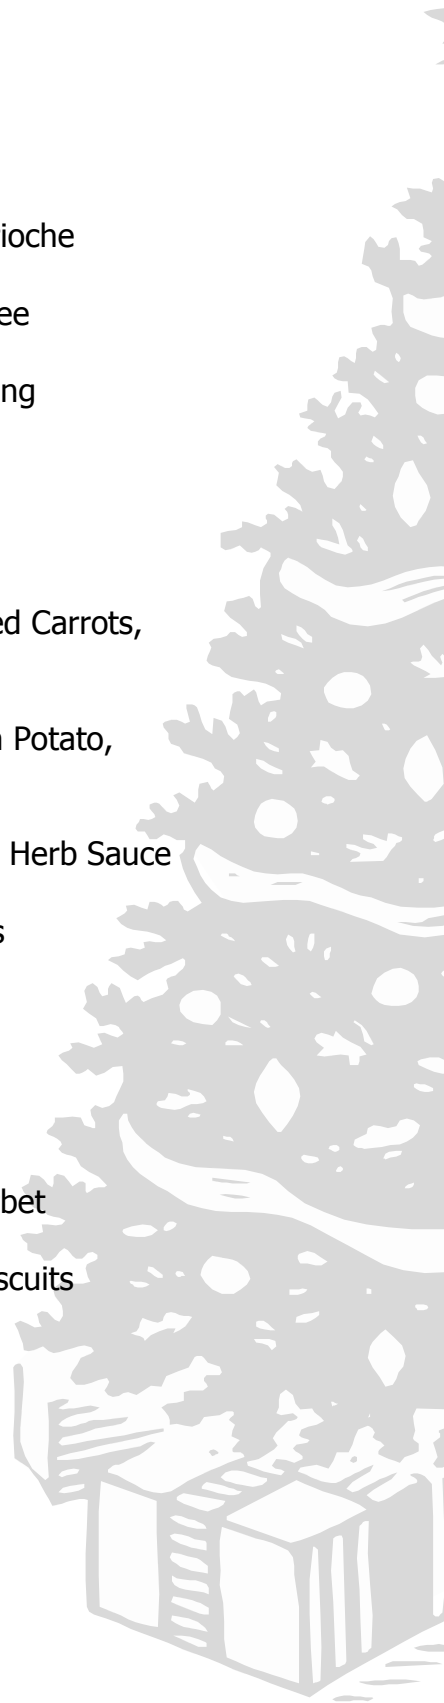 ioche
ee
ng
ed Carrots,
n Potato,
Herb Sauce
s
bet
scuits